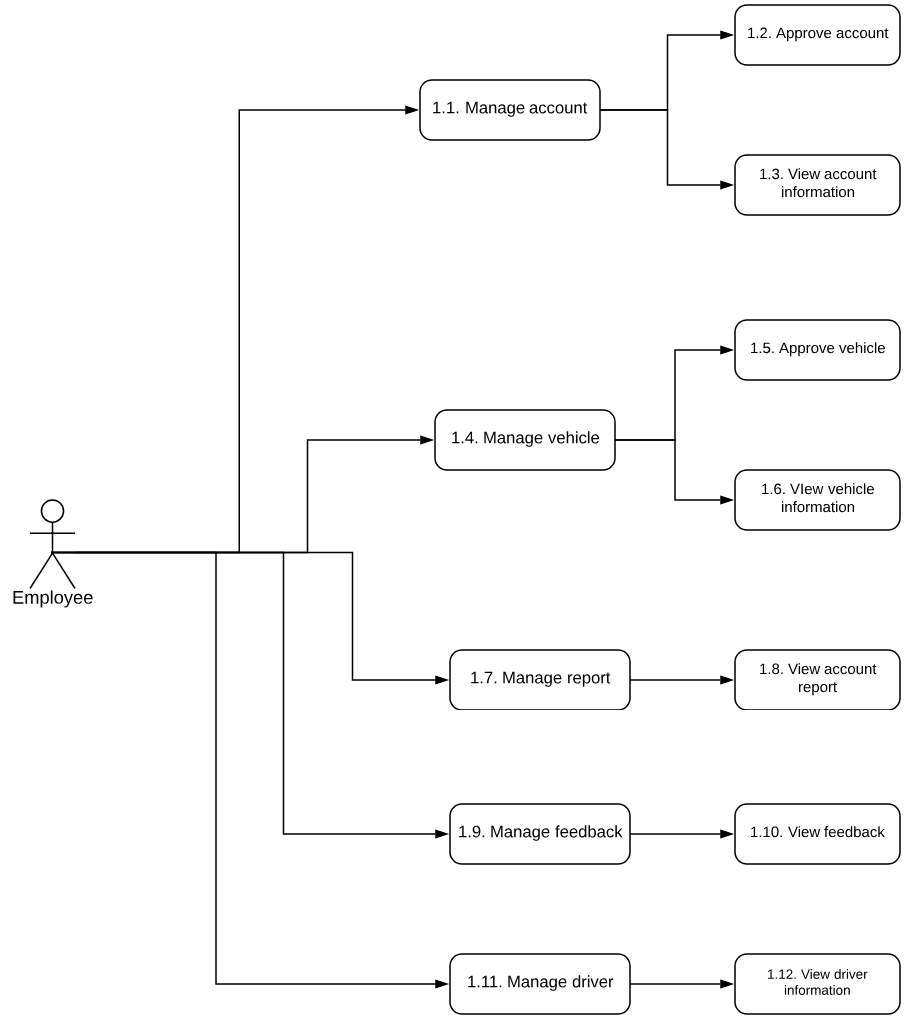 1.2. Approve account
1.1. Manage account
1.3. View account
information
1.5. Approve vehicle
1.4. Manage vehicle
1.6. VIew vehicle
information
Employee
1.7. Manage report
1.8. View account
report
1.9. Manage feedback
1.10. View feedback
1.11. Manage driver
1.12. View driver
information